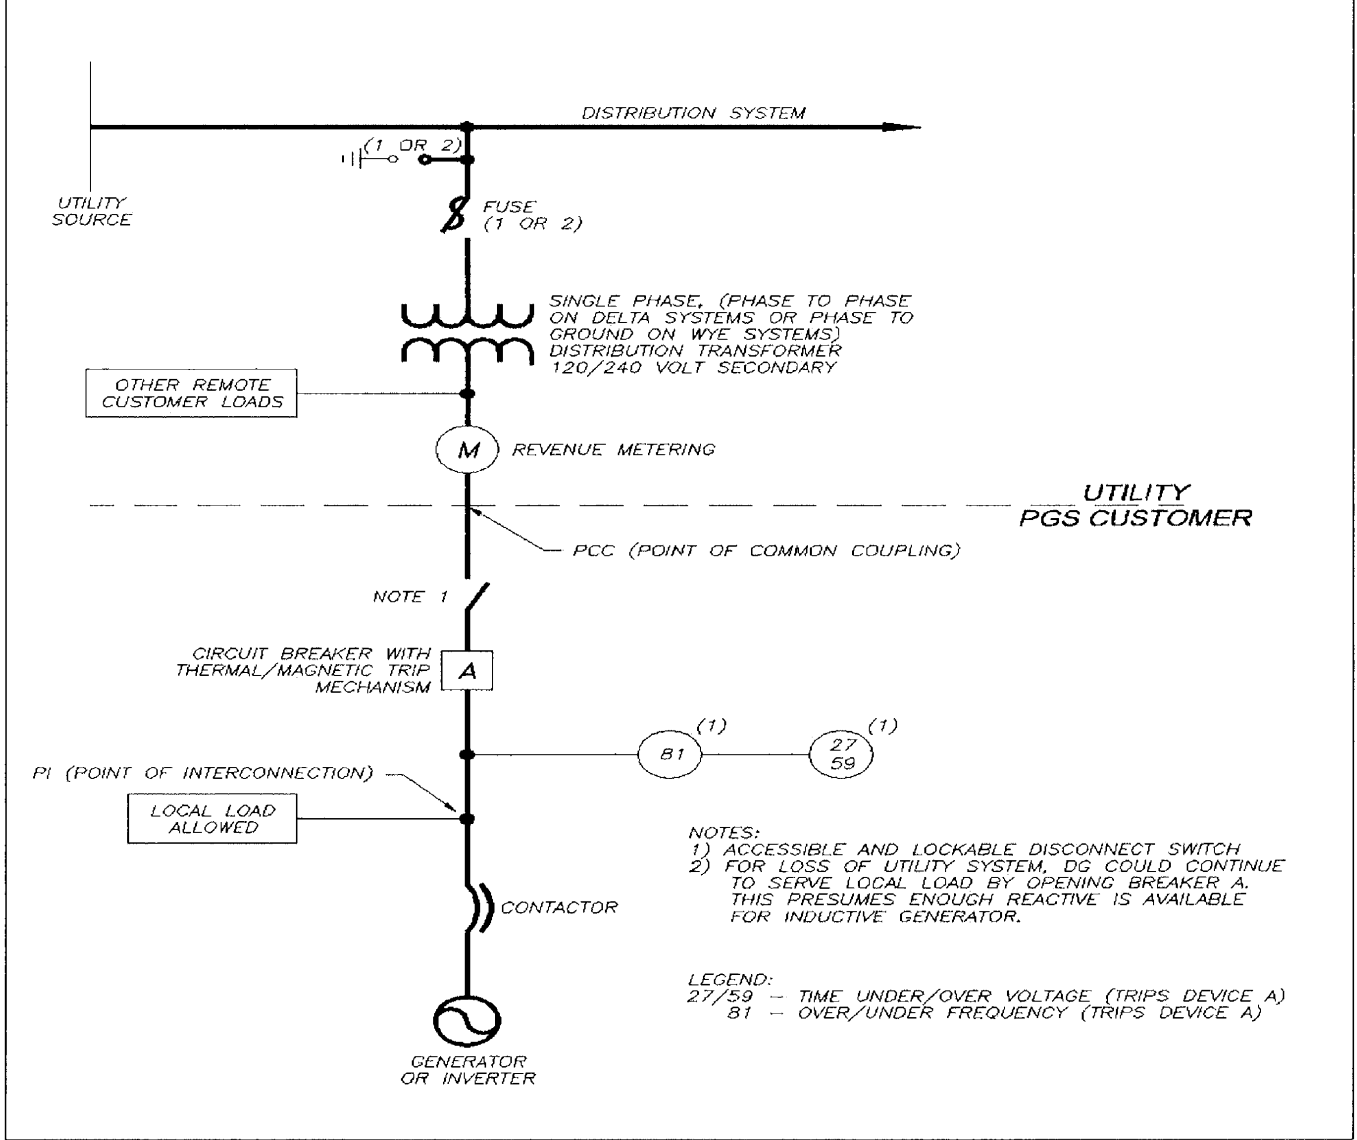 DISTRIBUTION SYSTEM
(1 OR 2)
UTILITY
SOURCE
FUSE
(1 OR 2)
SINGLE PHASE, (PHASE TO PHASE
ON DELTA SYSTEMS OR PHASE TO
GROUND ON WYE SYSTEMS)
DISTRIBUTION TRANSFORMER
120/240 VOLT SECONDARY
OTHER REMOTE
CUSTOMER LOADS
M
REVENUE METERING
UTILITY
PGS CUSTOMER
PCC (POINT OF COMMON COUPLING)
NOTE 1
CIRCUIT BREAKER WITH
THERMAL/MAGNETIC TRIP
MECHANISM
A
(1)
81
(1)
27
59
PI (POINT OF INTERCONNECTION)
LOCAL LOAD
ALLOWED
NOTES:
1) ACCESSIBLE AND LOCKABLE DISCONNECT SWITCH
2) FOR LOSS OF UTILITY SYSTEM, DG COULD CONTINUE
TO SERVE LOCAL LOAD BY OPENING BREAKER A.
THIS PRESUMES ENOUGH REACTIVE IS AVAILABLE
FOR INDUCTIVE GENERATOR.
CONTACTOR
LEGEND:
27/59 – TIME UNDER/OVER VOLTAGE (TRIPS DEVICE A)
81 – OVER/UNDER FREQUENCY (TRIPS DEVICE A)
GENERATOR
OR INVERTER